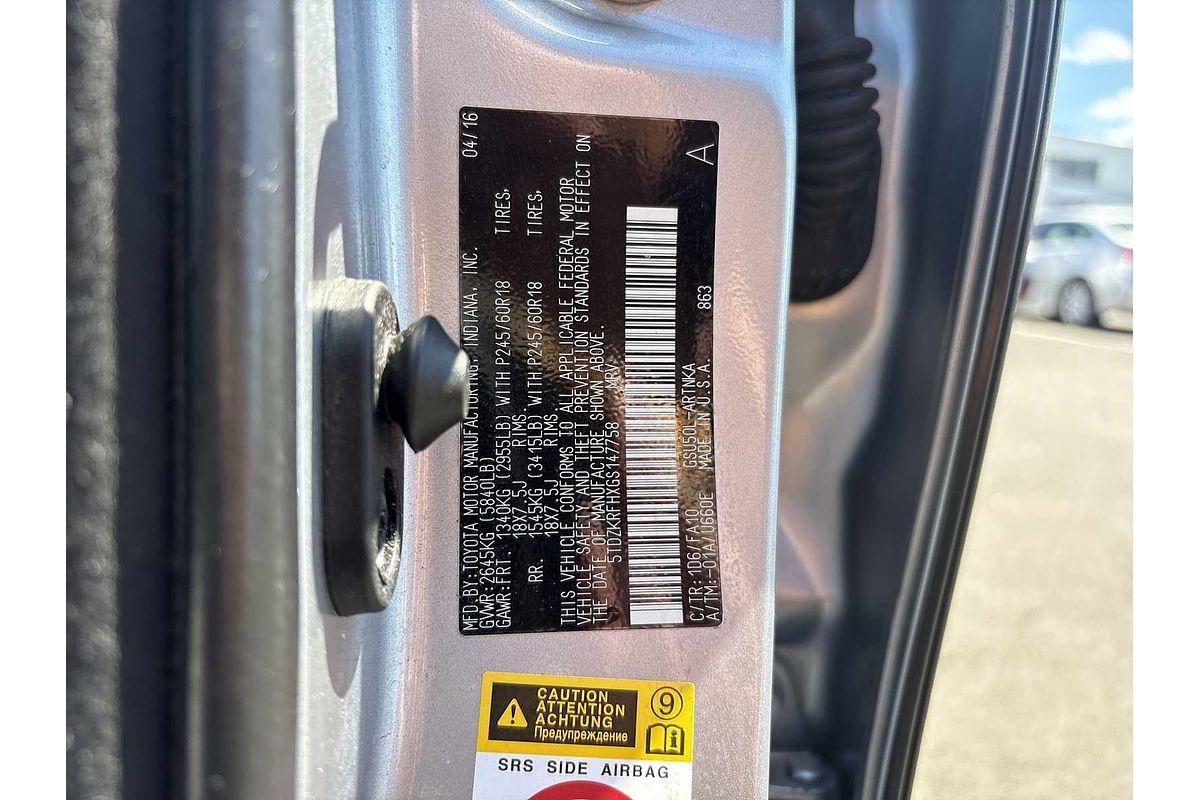 MFD BY:TOYOTA MOTOR MANUFACTURING, INDIANA, INC. 04/16
GVWR:2645KG (5840LB)
GAWR:FRT. 1340KG (2955LB) WITH P245/60R18 TIRES,
18X7.5J RIMS.
RR. 1545KG (3415LB) WITH P245/60R18 TIRES,
18X7.5J RIMS.
THIS VEHICLE CONFORMS TO ALL APPLICABLE FEDERAL MOTOR
VEHICLE SAFETY AND THEFT PREVENTION STANDARDS IN EFFECT ON
THE DATE OF MANUFACTURE SHOWN ABOVE.
5TDZKRFHXGS147758 MPV
C/TR: 1D6/FA10 GSU50L-ARTNKA 863
A/TM:-01A/U660E MADE IN U.S.A. A
CAUTION
ATTENTION
ACHTUNG
Предупреждение
9
i
SRS SIDE AIRBAG